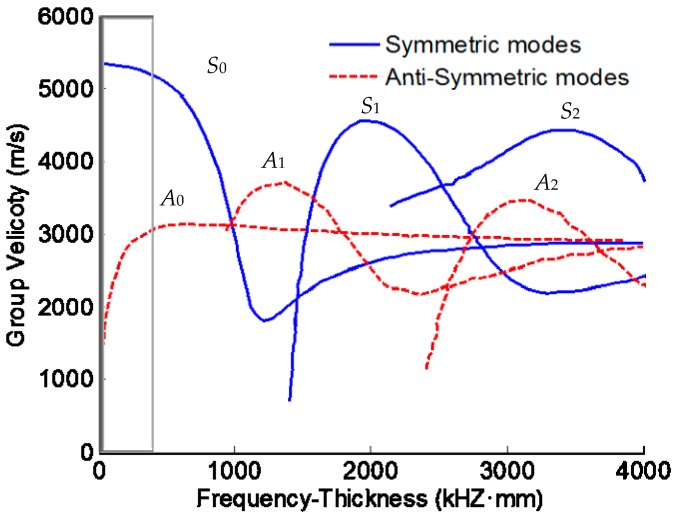 6000
5000
4000
3000
2000
1000
0
Group Velicoty (m/s)
S0
Symmetric modes
Anti-Symmetric modes
S1
S2
A1
A2
A0
0 1000 2000 3000 4000
Frequency-Thickness (kHZ·mm)